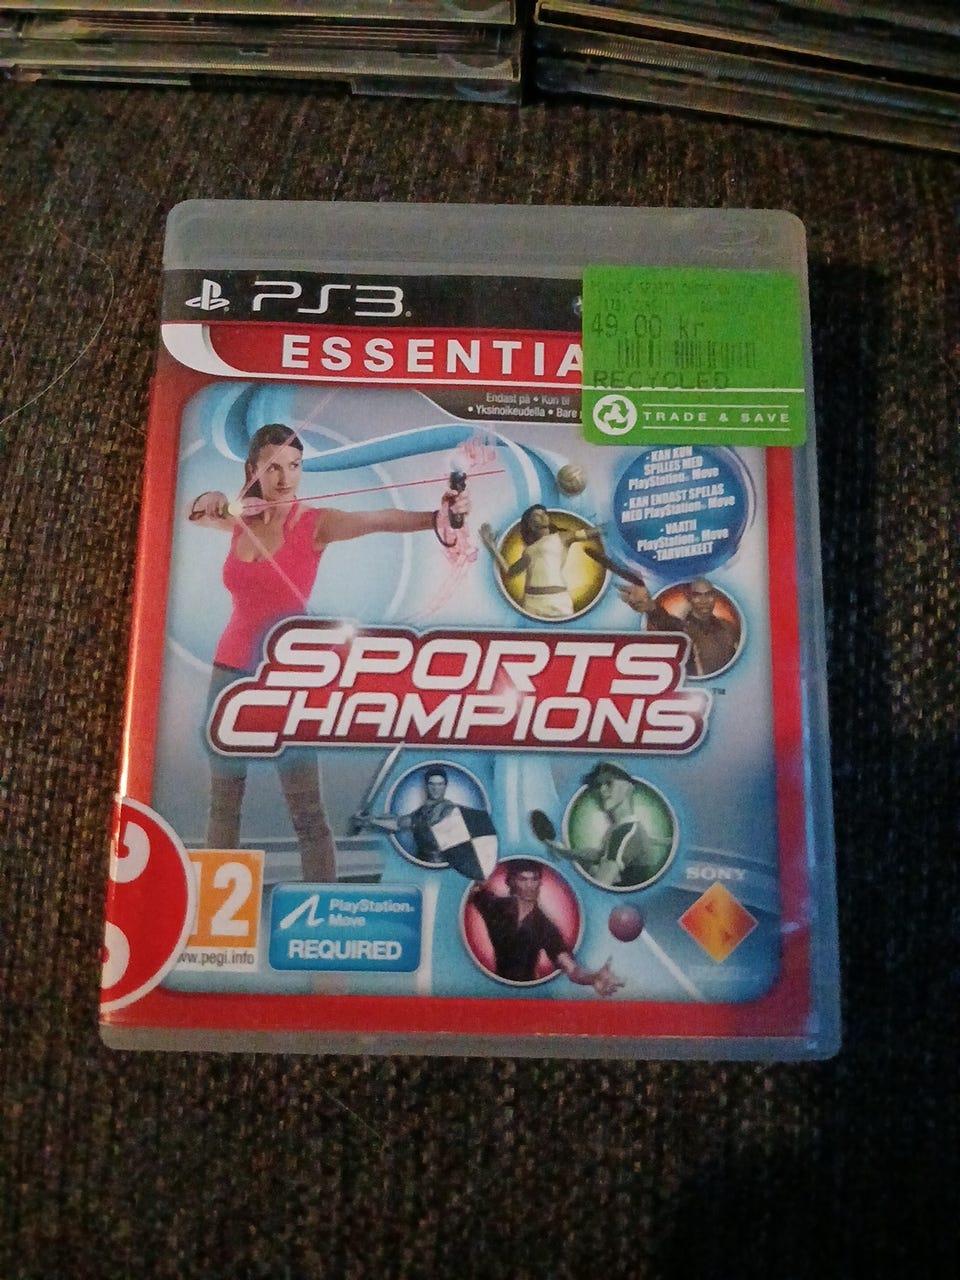 PS3
ESSENTIA
49.00 kr
RECYCLED
TRADE & SAVE
Endast på • Kun til
• Yksinoikeudella • Bare
- KAN KUN
SPILLES MED
PlayStation® Move
- KAN ENDAST SPELAS
MED PlayStation® Move
- VAATII
PlayStation® Move
-TARVIKKEET
SPORTS
CHAMPIONS™
12
www.pegi.info
PlayStation®
Move
REQUIRED
SONY